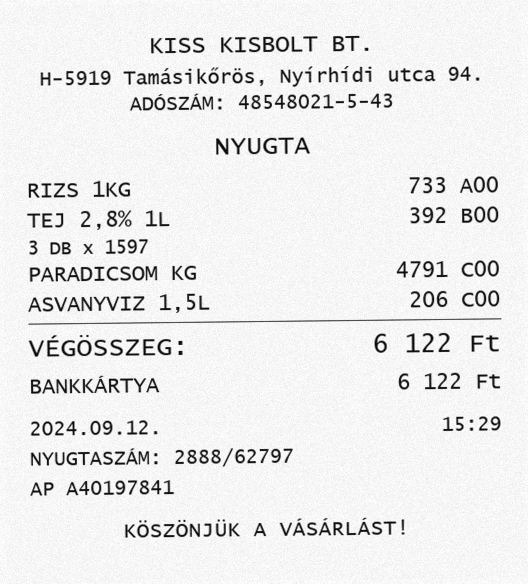 KISS KISBOLT BT.
H-5919 Tamásikőrös, Nyírhídi utca 94.
ADÓSZÁM: 48548021-5-43
NYUGTA
RIZS 1KG 733 A00
TEJ 2,8% 1L 392 B00
3 DB x 1597
PARADICSOM KG 4791 C00
ASVANYVIZ 1,5L 206 C00
VÉGÖSSZEG: 6 122 Ft
BANKKÁRTYA 6 122 Ft
2024.09.12. 15:29
NYUGTASZÁM: 2888/62797
AP A40197841
KÖSZÖNJÜK A VÁSÁRLÁST!